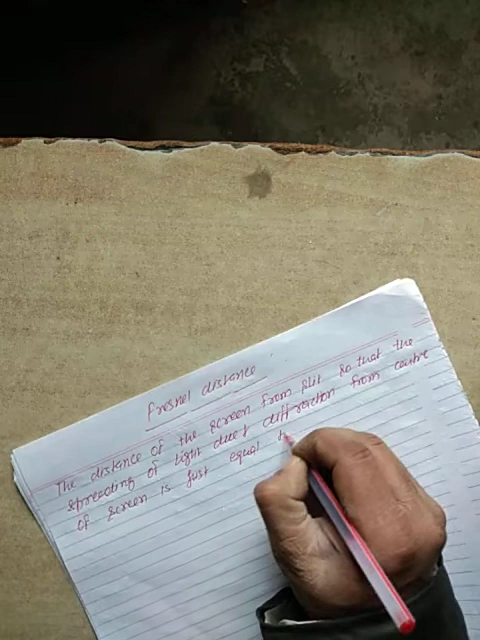 fresnel distance
The distance of the screen from slit so that the
spreading of light due t diffraction from centre
of screen is just equal t